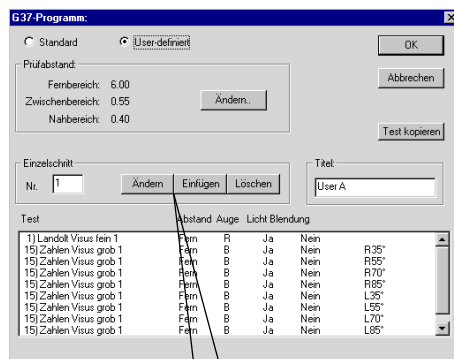 G37-Programm:
Standard User-definiert OK
Prüfabstand:
Fernbereich: 6.00 Abbrechen
Zwischenbereich: 0.55 Ändern..
Nahbereich: 0.40
Test kopieren
Einzelschritt Titel:
Nr. 1 Ändern Einfügen Löschen User A
Test Abstand Auge Licht Blendung
1) Landolt Visus fein 1 Fern R Ja Nein
15) Zahlen Visus grob 1 Fern B Ja Nein R35°
15) Zahlen Visus grob 1 Fern B Ja Nein R55°
15) Zahlen Visus grob 1 Fern B Ja Nein R70°
15) Zahlen Visus grob 1 Fern B Ja Nein R85°
15) Zahlen Visus grob 1 Fern B Ja Nein L35°
15) Zahlen Visus grob 1 Fern B Ja Nein L55°
15) Zahlen Visus grob 1 Fern B Ja Nein L70°
15) Zahlen Visus grob 1 Fern B Ja Nein L85°